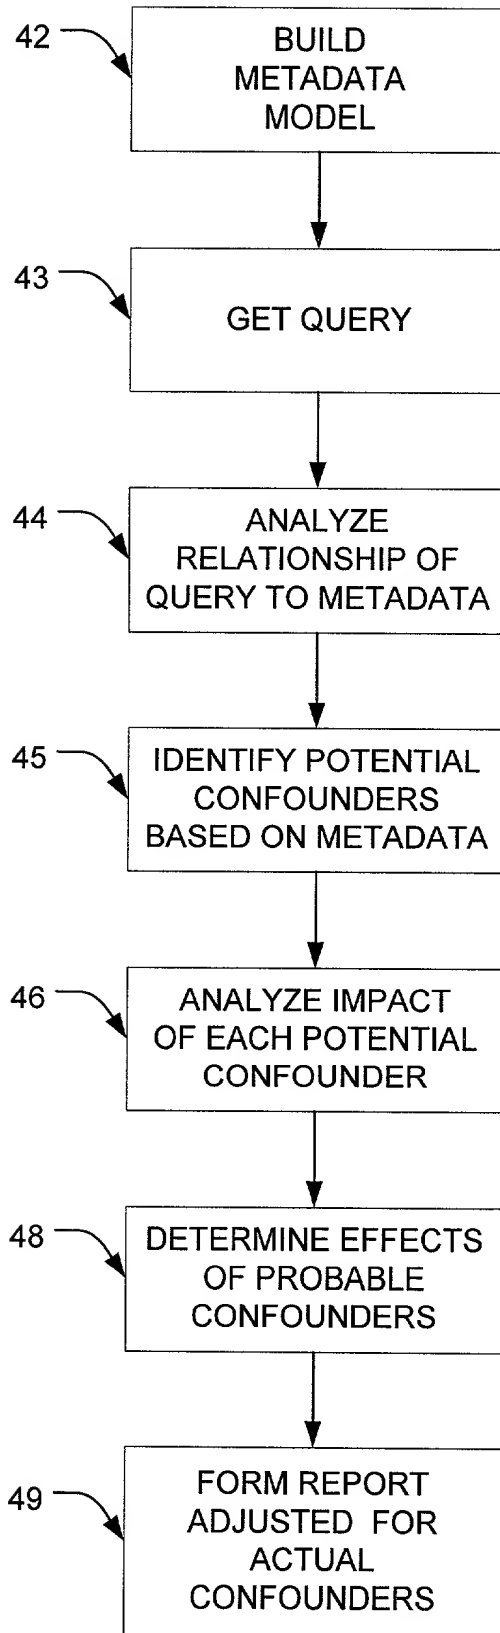 42
BUILD
METADATA
MODEL
43
GET QUERY
44
ANALYZE
RELATIONSHIP OF
QUERY TO METADATA
45
IDENTIFY POTENTIAL
CONFOUNDERS
BASED ON METADATA
46
ANALYZE IMPACT
OF EACH POTENTIAL
CONFOUNDER
48
DETERMINE EFFECTS
OF PROBABLE
CONFOUNDERS
49
FORM REPORT
ADJUSTED FOR
ACTUAL
CONFOUNDERS